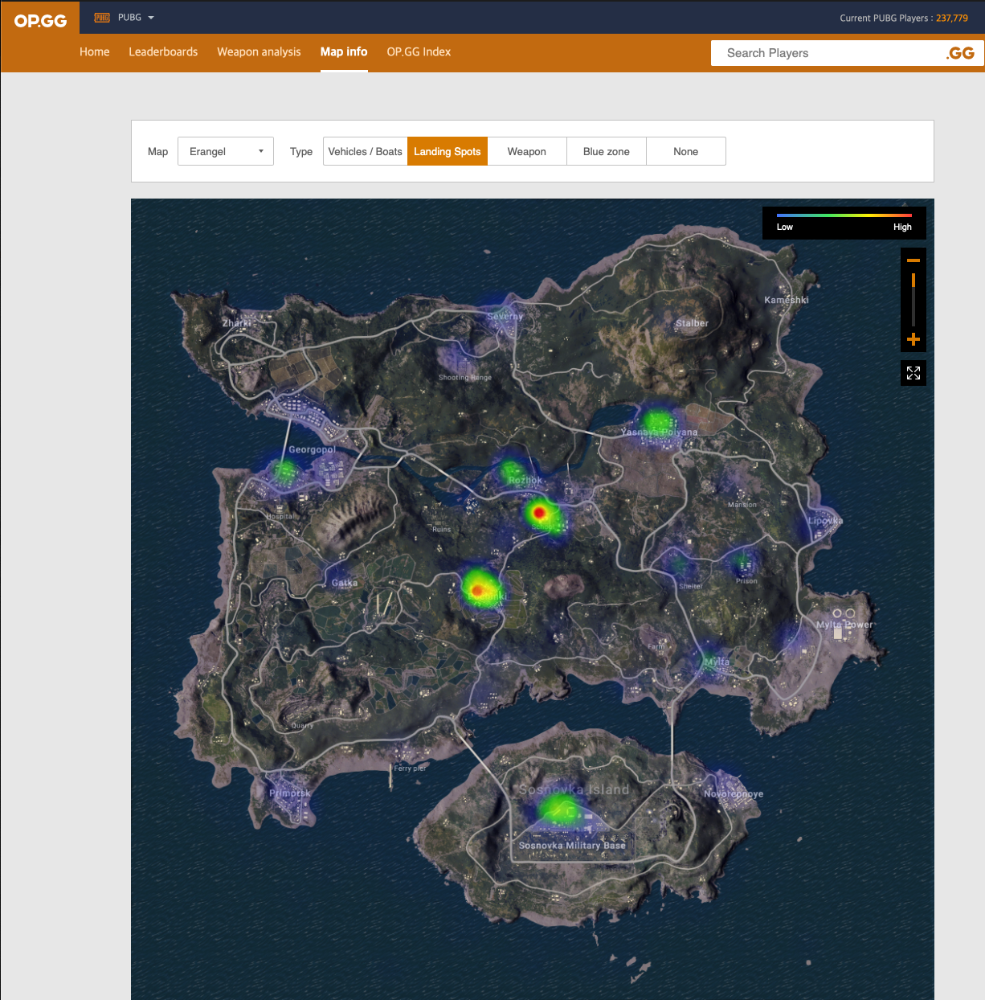 OP.GG
PUBG PUBG
Current PUBG Players : 237,779
Home Leaderboards Weapon analysis Map info OP.GG Index
Search Players .GG
Map Erangel Type Vehicles / Boats Landing Spots Weapon Blue zone None
Low High
Kameshki
Severny
Zharki
Stalber
Shooting Range
Yasnaya Polyana
Georgopol
Rozhok
Mansion
Hospital
Lipovka
School
Ruins
Gatka
Prison
Shelter
Pochinki
Mylta Power
Farm
Mylta
Quarry
Ferry pier
Sosnovka Island
Primorsk
Novorepnoye
Sosnovka Military Base